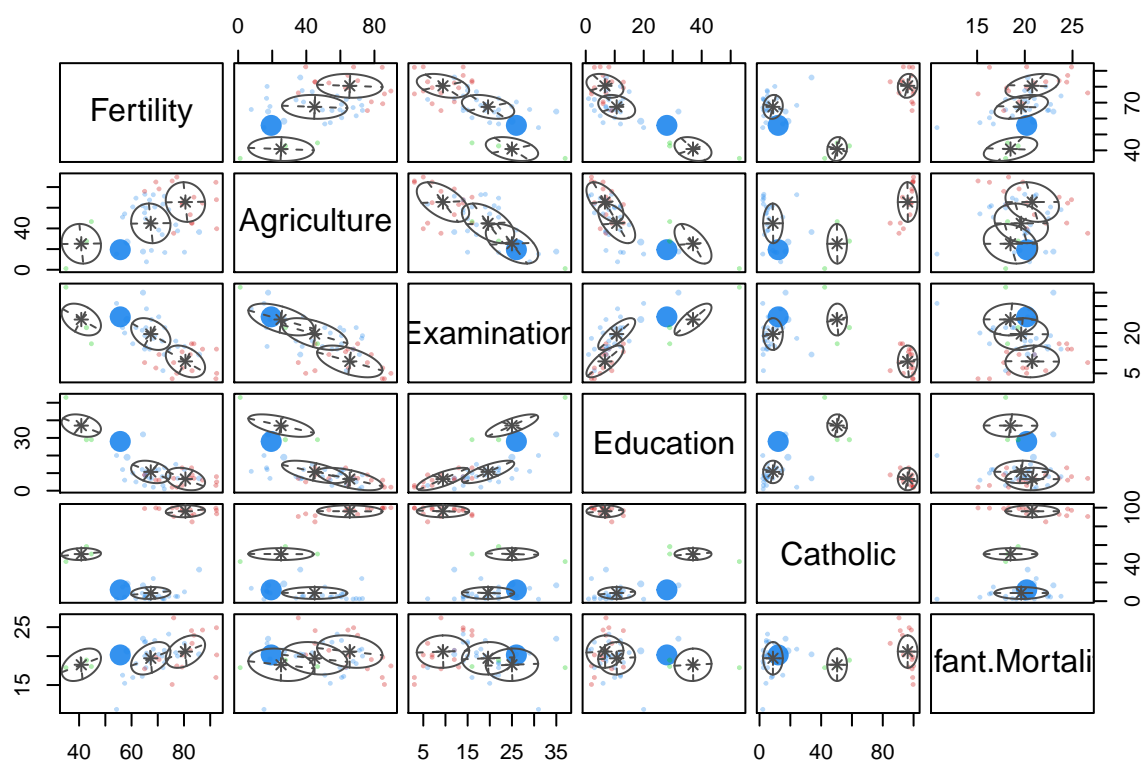 0 40 80
0 20 40
15 20 25
Fertility
40 70
0 40
Agriculture
Examination
5 20
0 30
Education
Catholic
0 40 100
15 25
fant.Mortali
40 60 80
5 15 25 35
0 40 80